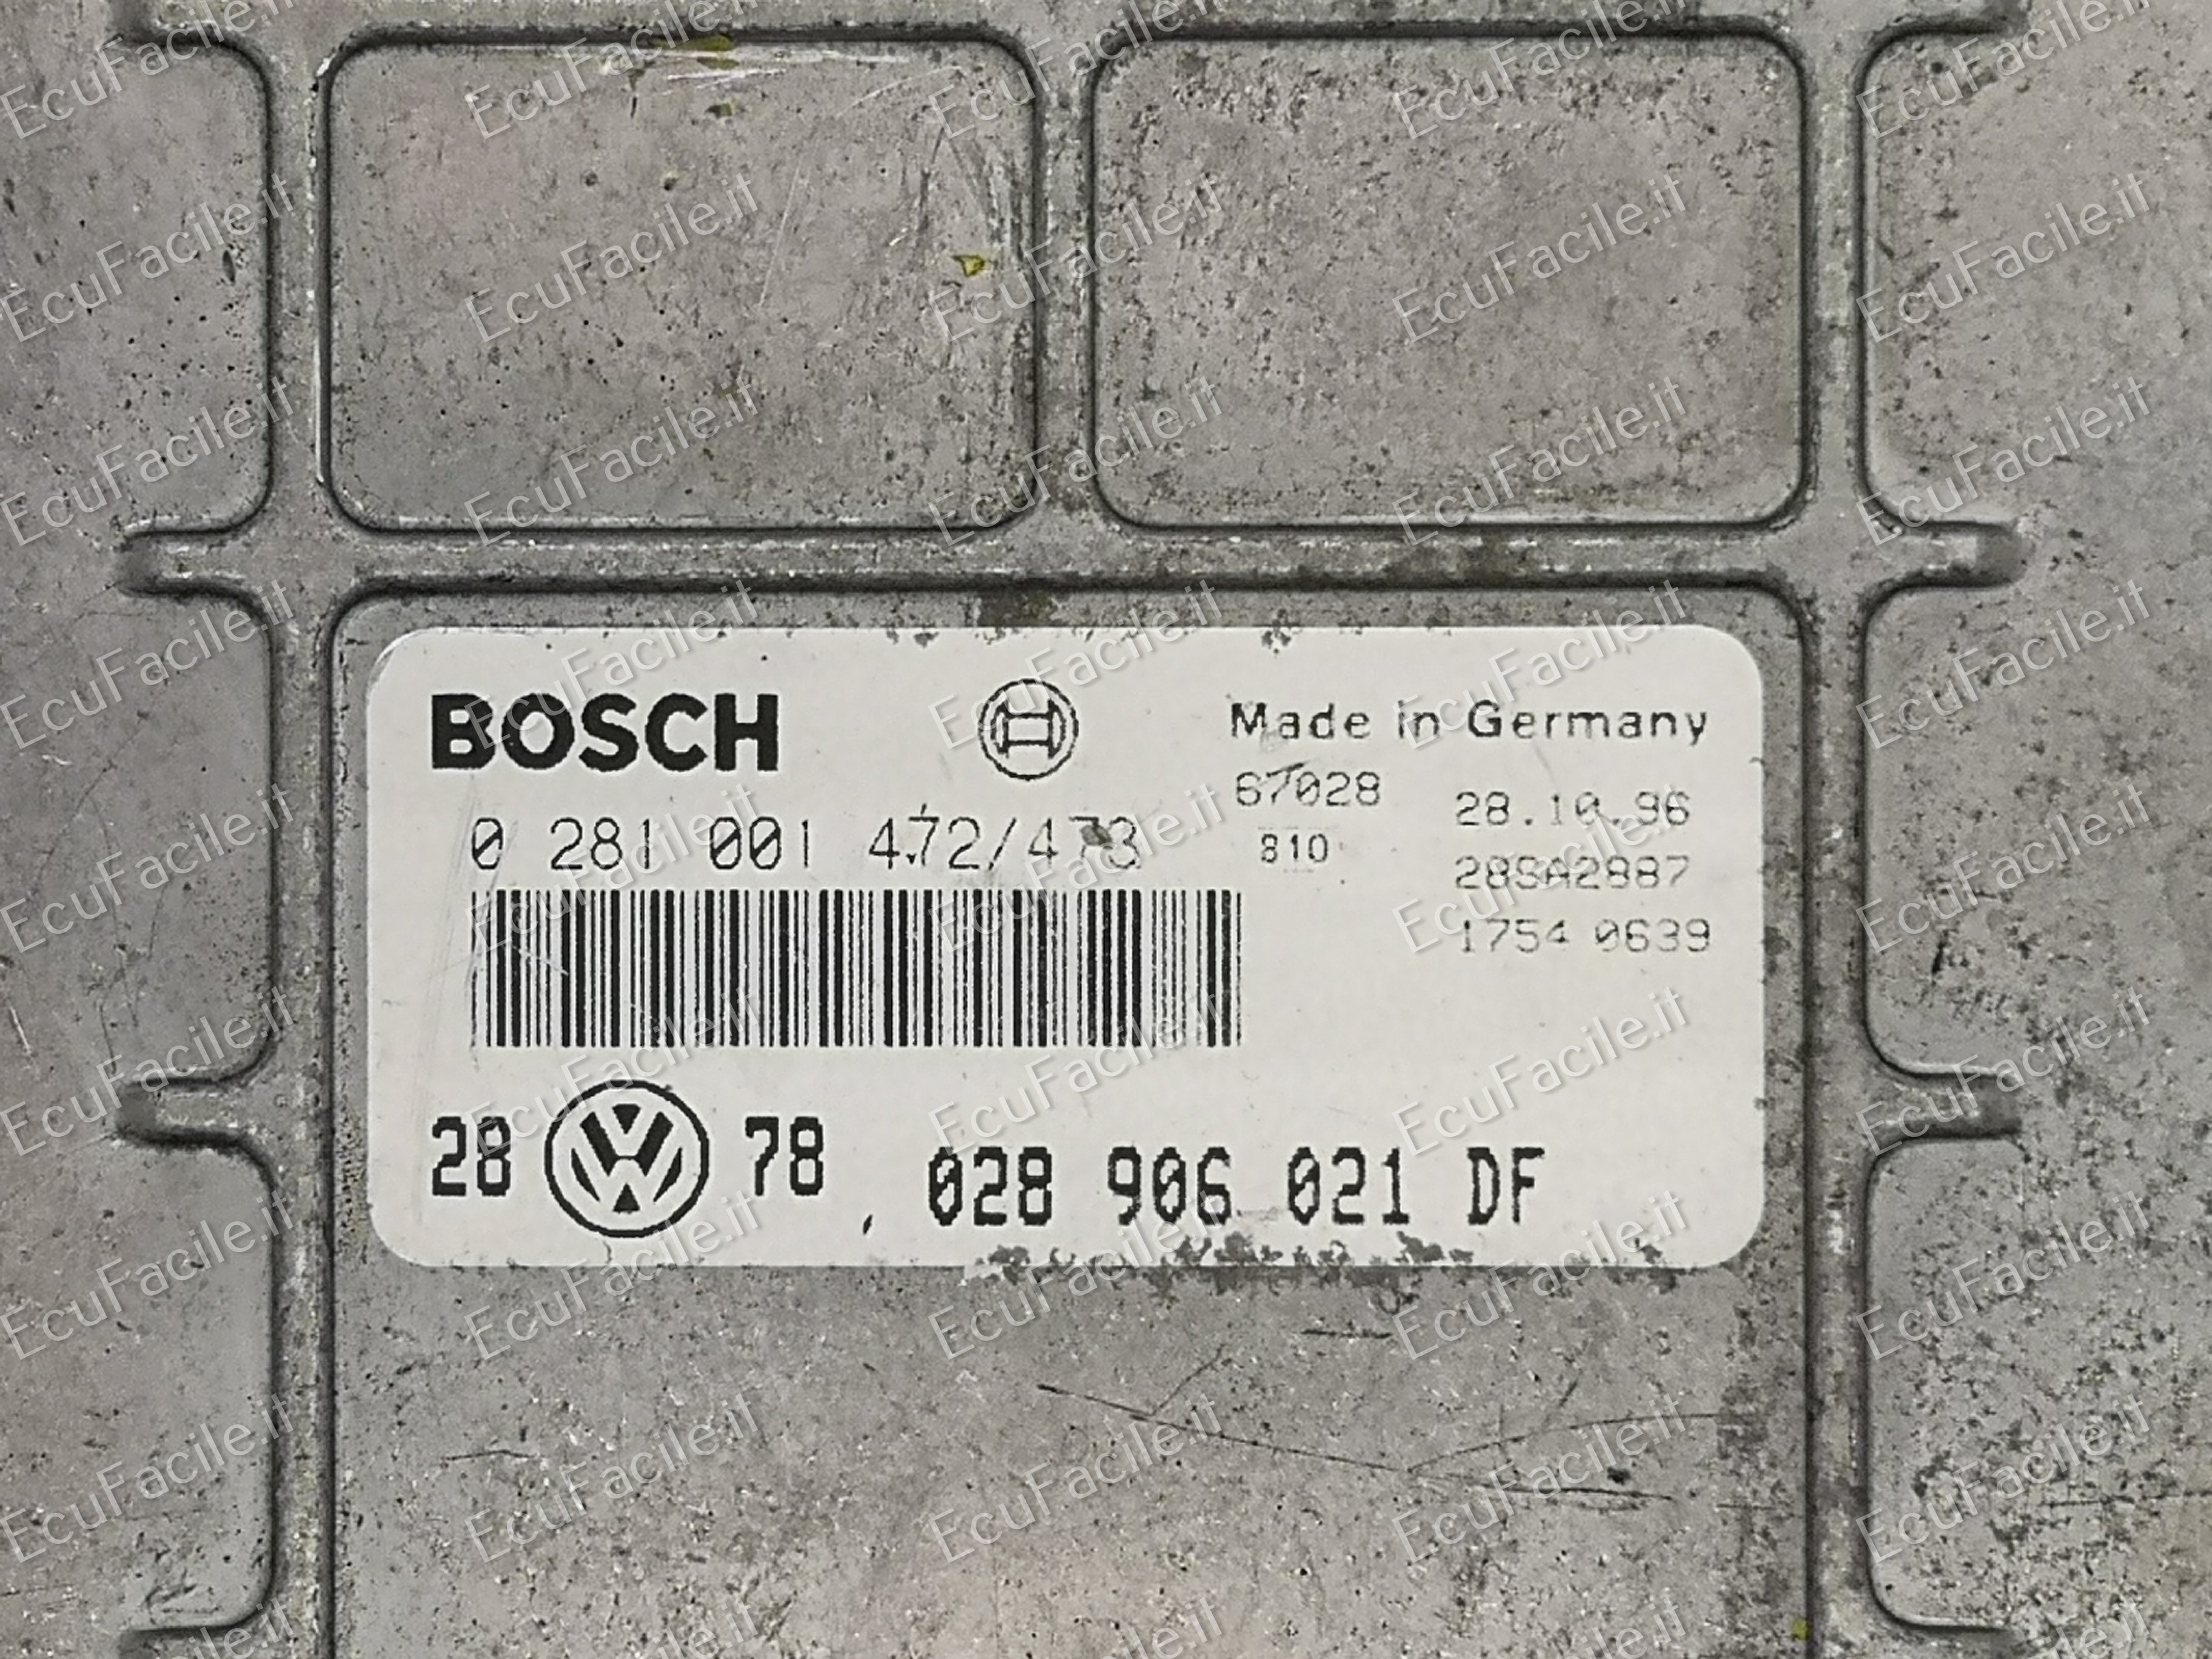 BOSCH
Made in Germany
67028
28.10.96
0 281 001 472/473
810
28SA2887
1754 0639
28 VW 78 028 906 021 DF
EcuFacile.it